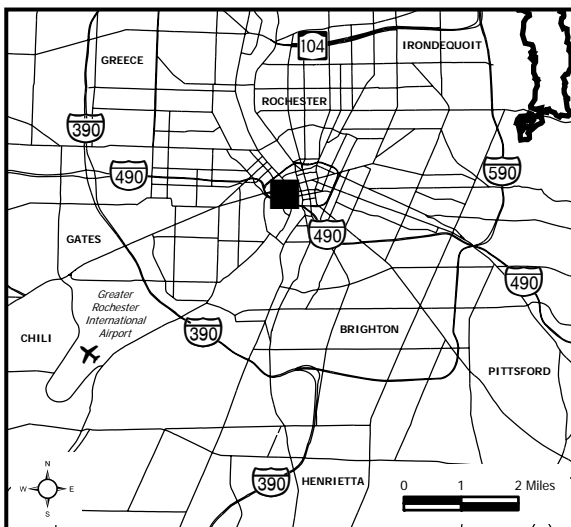 104
IRONDEQUOIT
GREECE
ROCHESTER
390
490
590
490
GATES
490
Greater
Rochester
International
Airport
390
BRIGHTON
CHILI
PITTSFORD
N
W E
S
390
HENRIETTA
0 1 2 Miles